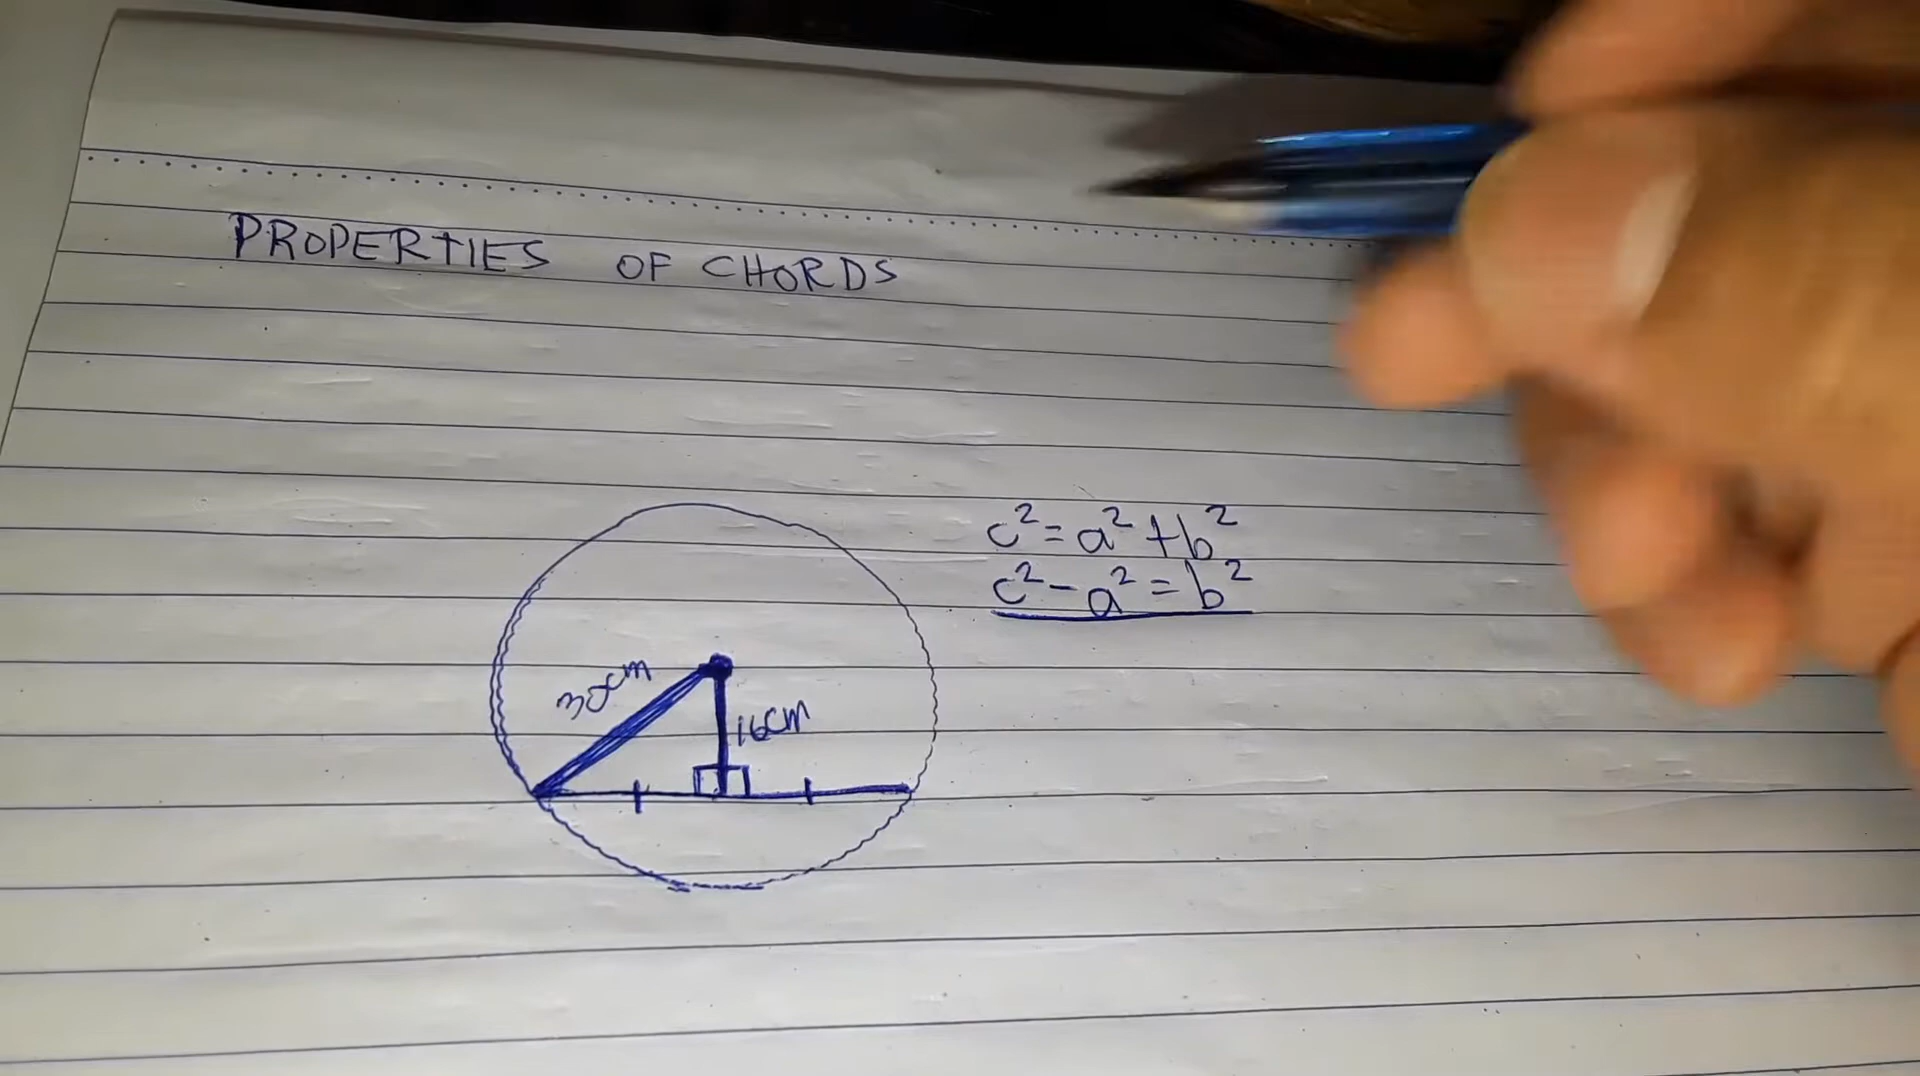 PROPERTIES OF CHORDS
c² = a² + b²
c² - a² = b²
30cm
16cm